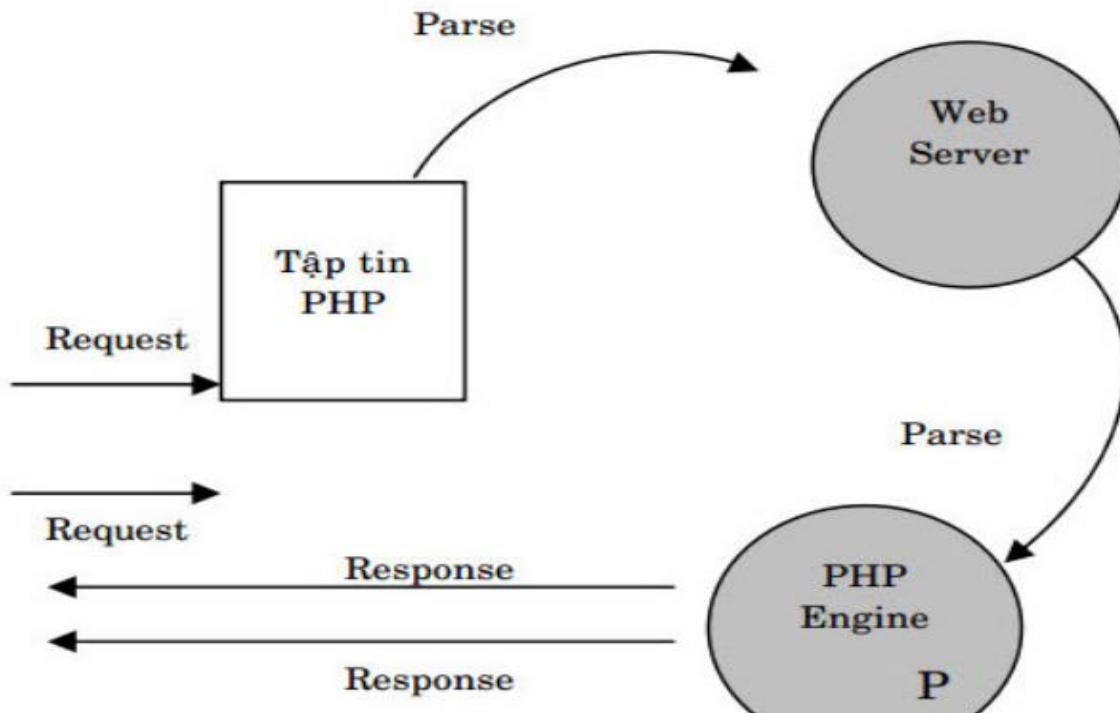 Parse
Web
Server
Tập tin
PHP
Request
Parse
Request
Response
PHP
Engine
P
Response